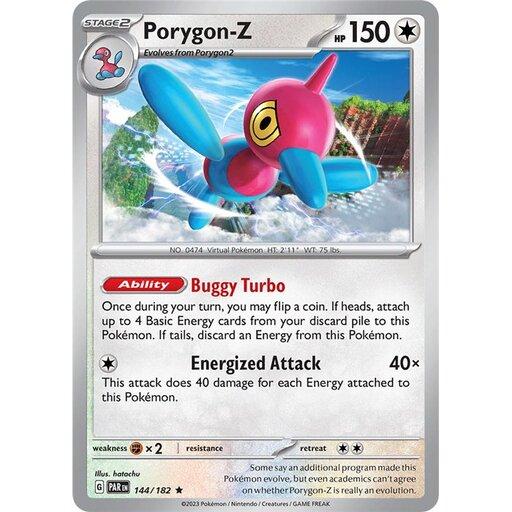 STAGE2
Porygon-Z
HP 150
Evolves from Porygon2
NO. 0474 Virtual Pokémon HT: 2'11" WT: 75 lbs.
Ability Buggy Turbo
Once during your turn, you may flip a coin. If heads, attach
up to 4 Basic Energy cards from your discard pile to this
Pokémon. If tails, discard an Energy from this Pokémon.
Energized Attack 40×
This attack does 40 damage for each Energy attached to
this Pokémon.
weakness ×2 resistance retreat
Illus. hatachu
G PAR EN 144/182 ★
Some say an additional program made this
Pokémon evolve, but even academics can't agree
on whether Porygon-Z is really an evolution.
©2023 Pokémon / Nintendo / Creatures / GAME FREAK